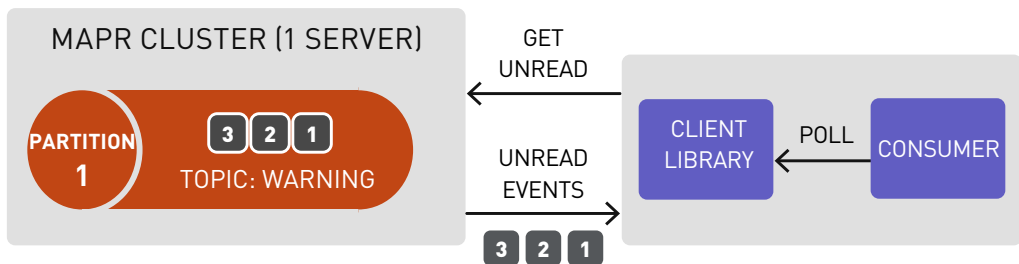 MAPR CLUSTER (1 SERVER)
PARTITION
1
3 2 1
TOPIC: WARNING
GET
UNREAD
UNREAD
EVENTS
3 2 1
CLIENT
LIBRARY
POLL
CONSUMER